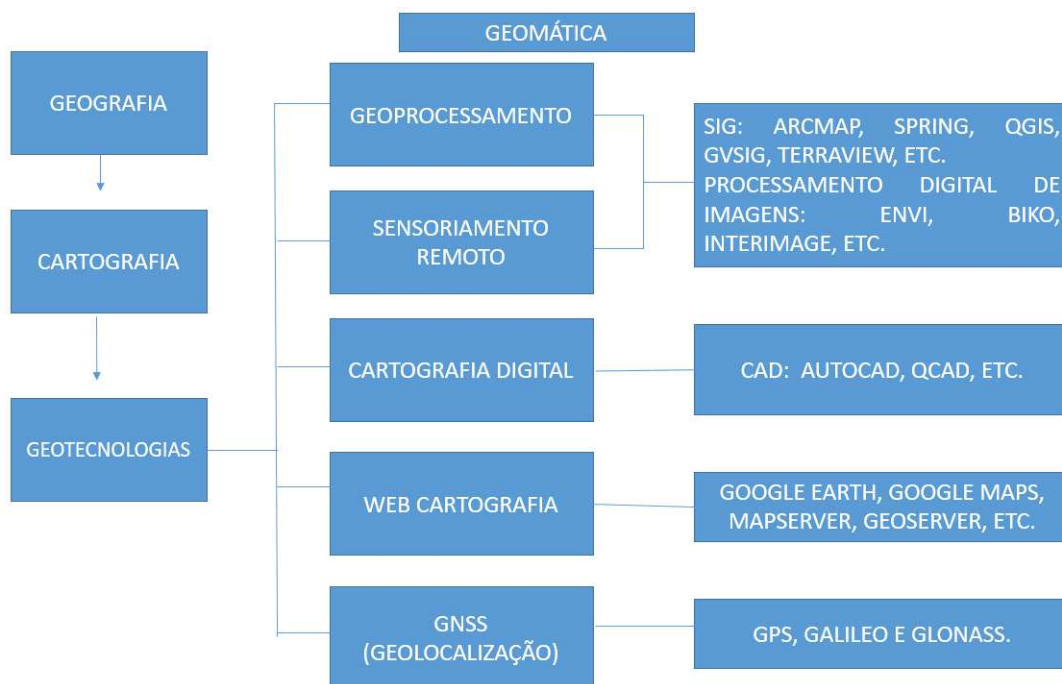 GEOMÁTICA
GEOGRAFIA
CARTOGRAFIA
GEOTECNOLOGIAS
GEOPROCESSAMENTO
SENSORIAMENTO
REMOTO
CARTOGRAFIA DIGITAL
WEB CARTOGRAFIA
GNSS
(GEOLOCALIZAÇÃO)
SIG: ARCMAP, SPRING, QGIS,
GVSIG, TERRAVIEW, ETC.
PROCESSAMENTO DIGITAL DE
IMAGENS: ENVI, BIKO,
INTERIMAGE, ETC.
CAD: AUTOCAD, QCAD, ETC.
GOOGLE EARTH, GOOGLE MAPS,
MAPSERVER, GEOSERVER, ETC.
GPS, GALILEO E GLONASS.